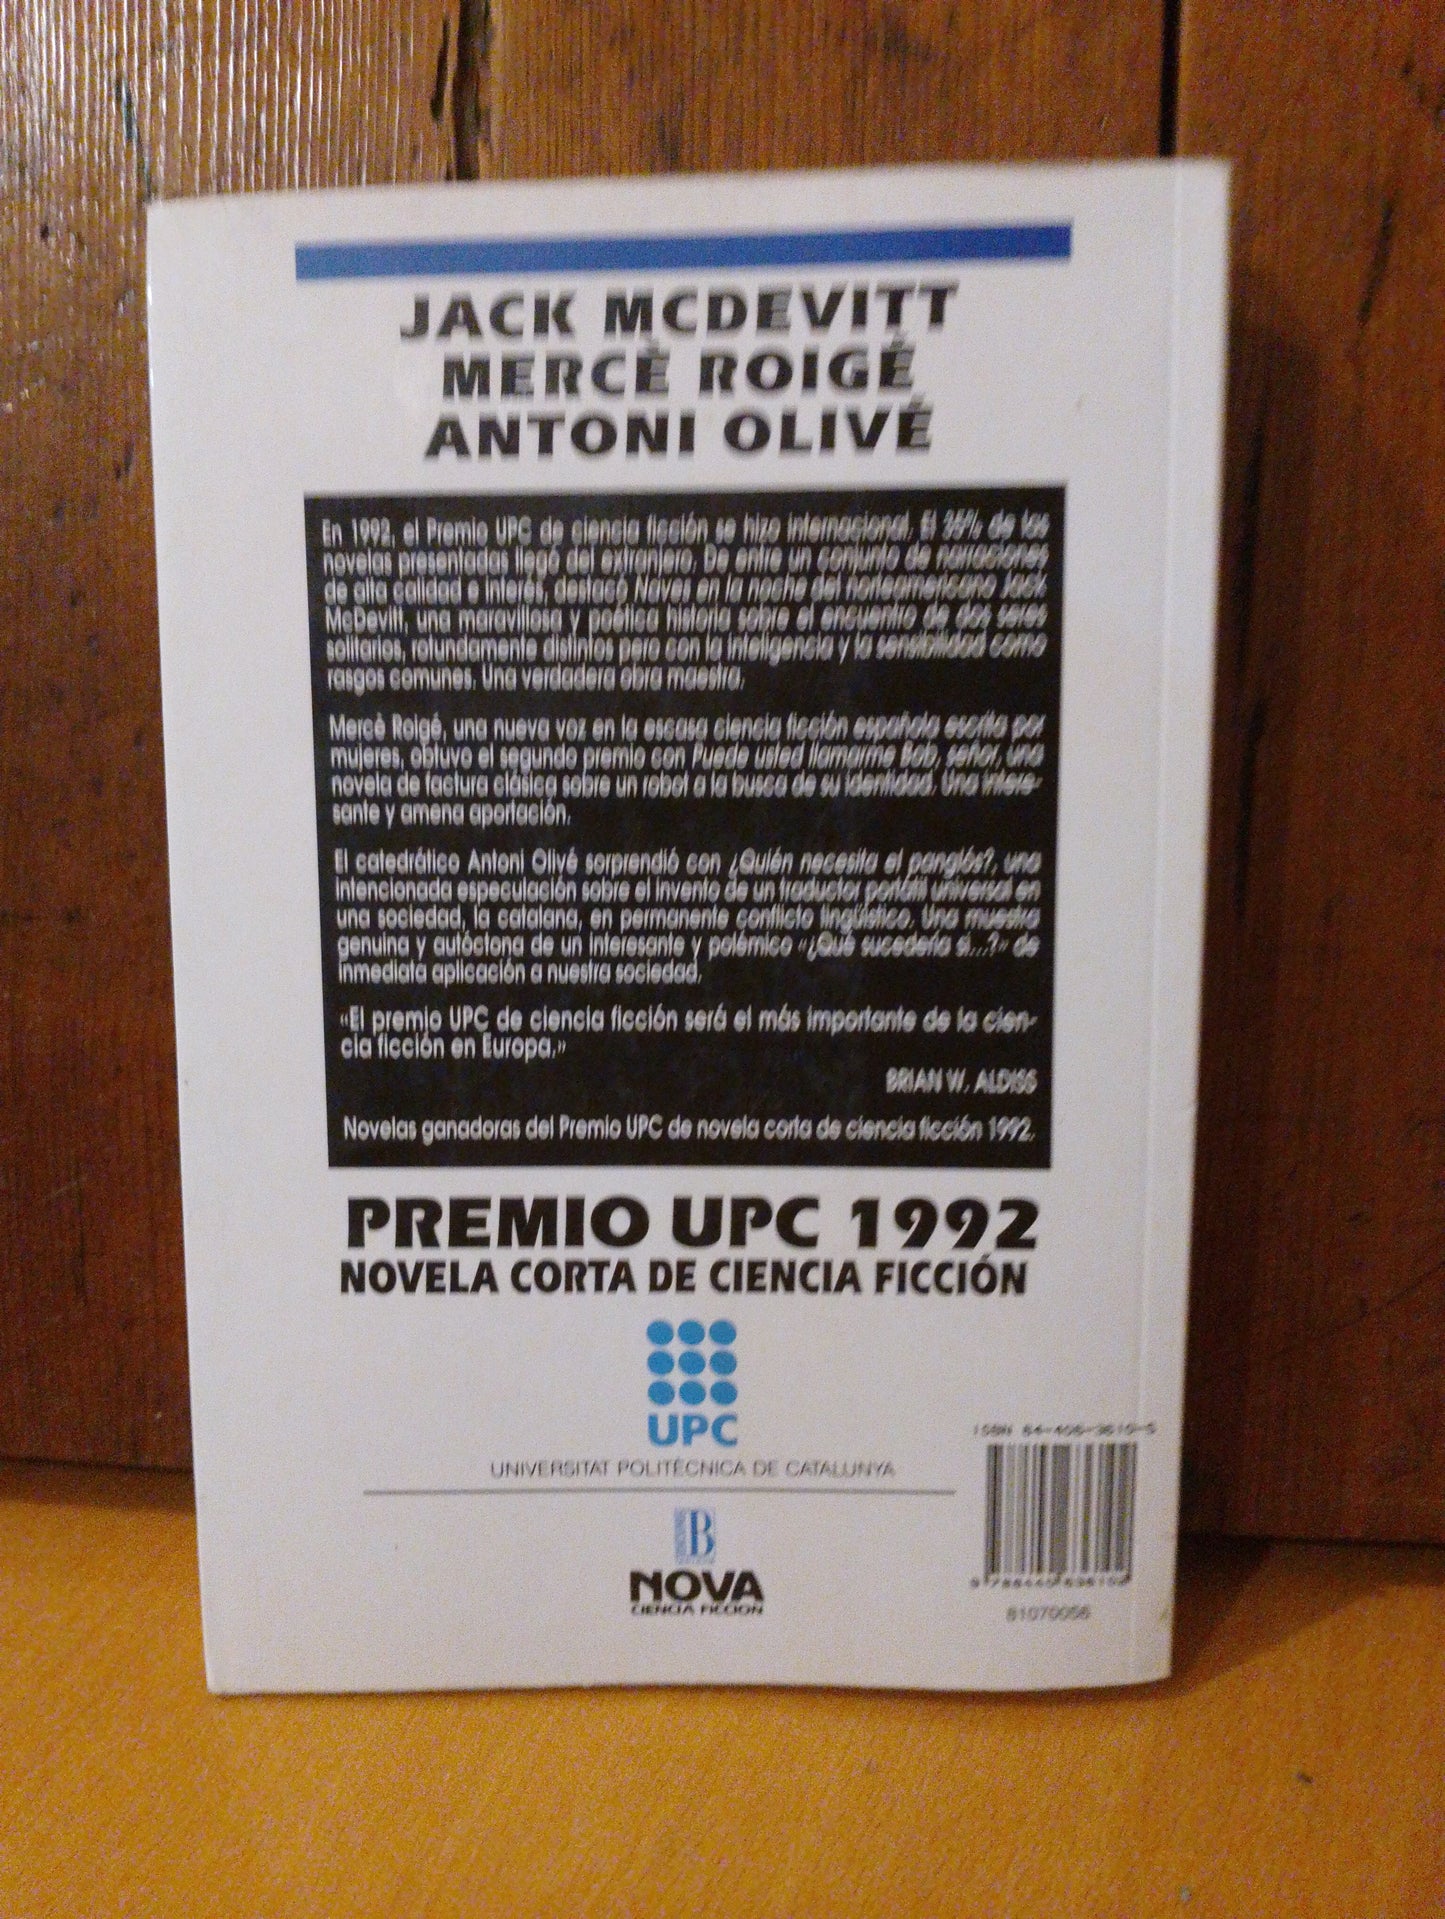 JACK MCDEVITT
MERCÈ ROIGÉ
ANTONI OLIVÉ
En 1992, el Premio UPC de ciencia ficción se hizo internacional. El 35% de las
novelas presentadas llegó del extranjero. De entre un conjunto de narraciones
de alta calidad e interés, destacó Naves en la noche del norteamericano Jack
McDevitt, una maravillosa y poética historia sobre el encuentro de dos seres
solitarios, rotundamente distintos pero con la inteligencia y la sensibilidad como
rasgos comunes. Una verdadera obra maestra.
Mercè Roigé, una nueva voz en la escasa ciencia ficción española escrita por
mujeres, obtuvo el segundo premio con Puede usted llamarme Bob, señor, una
novela de factura clásica sobre un robot a la busca de su identidad. Una intere-
sante y amena aportación.
El catedrático Antoni Olivé sorprendió con ¿Quién necesita el panglós?, una
intencionada especulación sobre el invento de un traductor portátil universal en
una sociedad, la catalana, en permanente conflicto lingüístico. Una muestra
genuina y autóctona de un interesante y polémico «¿Qué sucedería si...?» de
inmediata aplicación a nuestra sociedad.
«El premio UPC de ciencia ficción será el más importante de la cien-
cia ficción en Europa.»
BRIAN W. ALDISS
Novelas ganadoras del Premio UPC de novela corta de ciencia ficción 1992.
PREMIO UPC 1992
NOVELA CORTA DE CIENCIA FICCIÓN
UPC
UNIVERSITAT POLITÈCNICA DE CATALUNYA
ISBN 84-406-3610-5
B
NOVA
CIENCIA FICCION
9 788440 636102
81070056